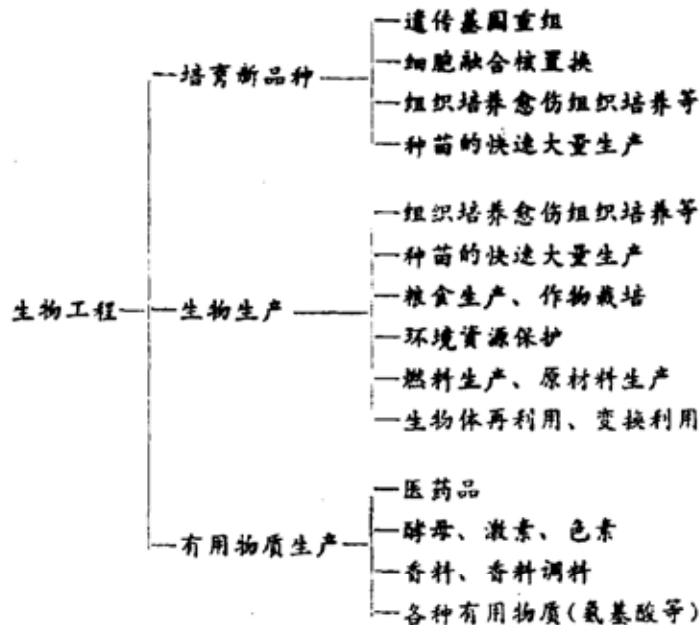 生物工程
培育新品种
遗传基因重组
细胞融合核置换
组织培养愈伤组织培养等
种苗的快速大量生产
生物生产
组织培养愈伤组织培养等
种苗的快速大量生产
粮食生产、作物栽培
环境资源保护
燃料生产、原材料生产
生物体再利用、变换利用
有用物质生产
医药品
酵母、激素、色素
香料、香料调料
各种有用物质(氨基酸等)